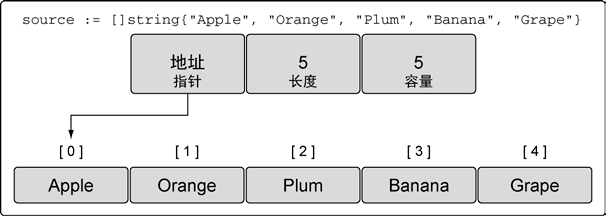 source := []string{"Apple", "Orange", "Plum", "Banana", "Grape"}
地址 5 5
指针 长度 容量
[0] [1] [2] [3] [4]
Apple Orange Plum Banana Grape